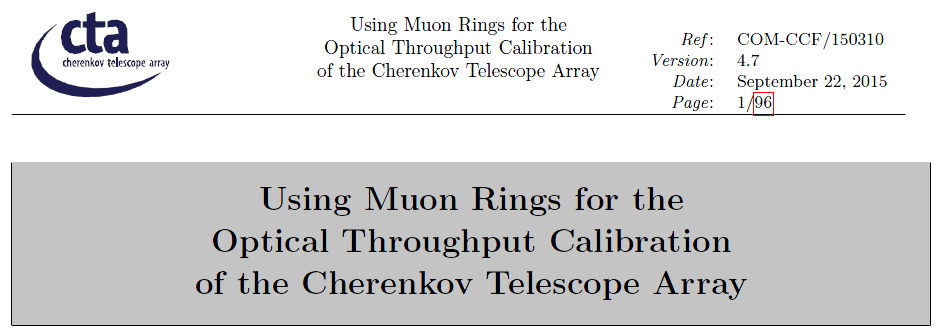 cta
cherenkov telescope array
Using Muon Rings for the
Optical Throughput Calibration
of the Cherenkov Telescope Array
Ref: COM-CCF/150310
Version: 4.7
Date: September 22, 2015
Page: 1/96
Using Muon Rings for the
Optical Throughput Calibration
of the Cherenkov Telescope Array